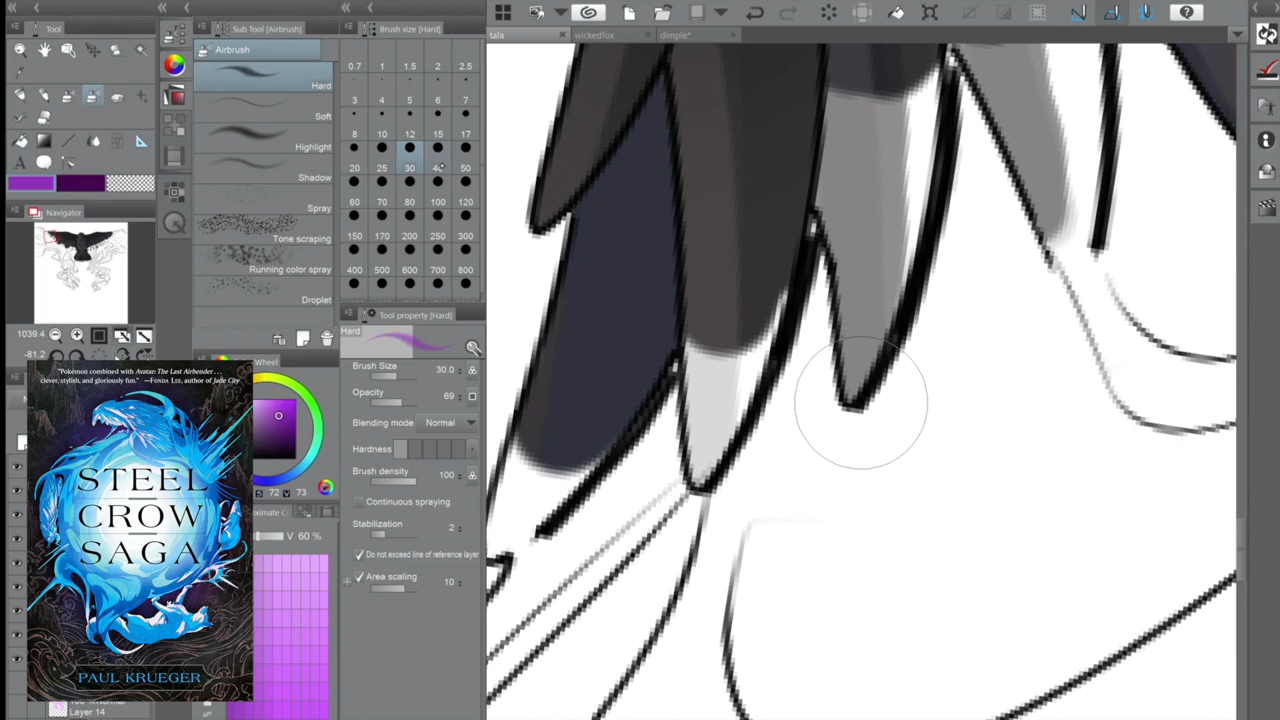 Tool
Sub Tool [Airbrush]
Brush size [Hard]
tala
wickedfox
dimple*
Airbrush
Hard
Soft
Highlight
Shadow
Spray
Tone scraping
Running color spray
Droplet
0.7 1 1.5 2 2.5
3 4 5 6 7
8 10 12 15 17
20 25 30 40 50
60 70 80 100 120
150 170 200 250 300
400 500 600 700 800
Navigator
1039.4
-81.2
Tool property [Hard]
Hard
Brush Size 30.0
Opacity 69
Blending mode Normal
Hardness
Brush density 100
Continuous spraying
Stabilization 2
Do not exceed line of reference layer
Area scaling 10
Wheel
S 72 V 73
V 60 %
Layer 14
"Pokémon combined with Avatar: The Last Airbender . . .
clever, stylish, and gloriously fun." —Fonda Lee, author of Jade City
STEEL
CROW
SAGA
PAUL KRUEGER